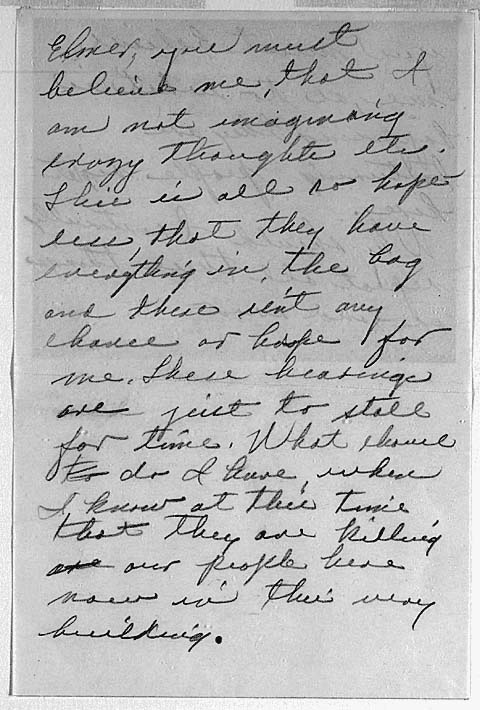 Elmer, you must
believe me, that I
am not imagining
crazy thoughts etc.
This is all so hope-
less, that they have
everything in, the bag
and there isn't any
chance or hope for
me. These hearings
are just to stall
for time. What chance
to do I have, when
I know at this time
that they are killing
are our people here
now in this very
building.